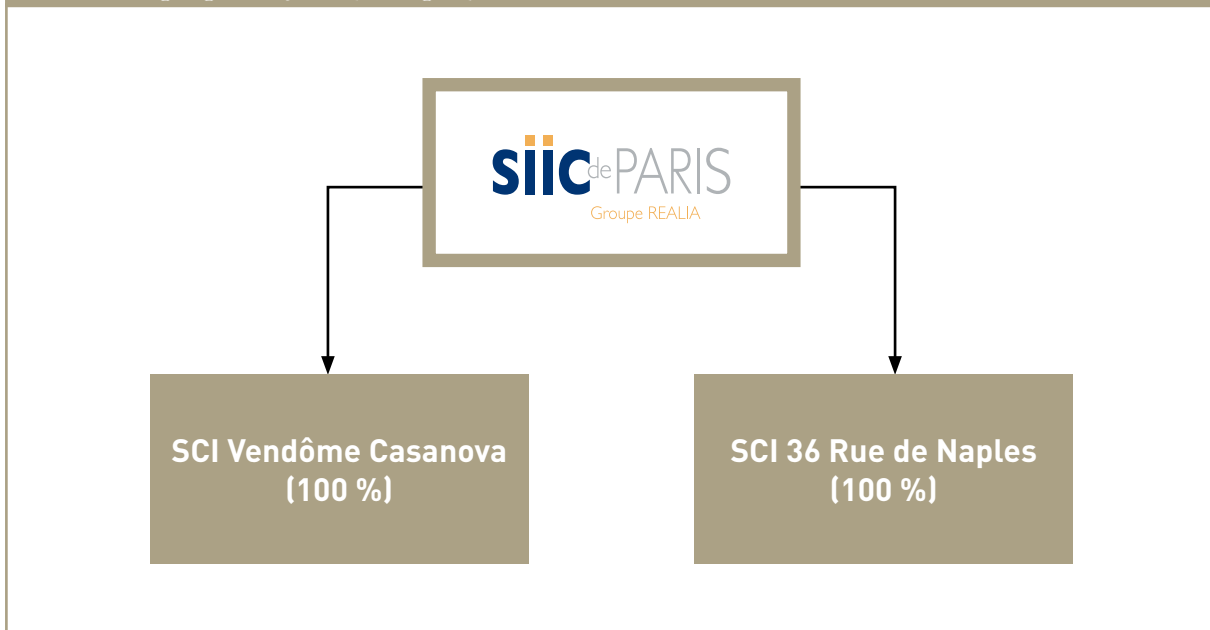 siic de PARIS
Groupe REALIA
SCI Vendôme Casanova
(100 %)
SCI 36 Rue de Naples
(100 %)